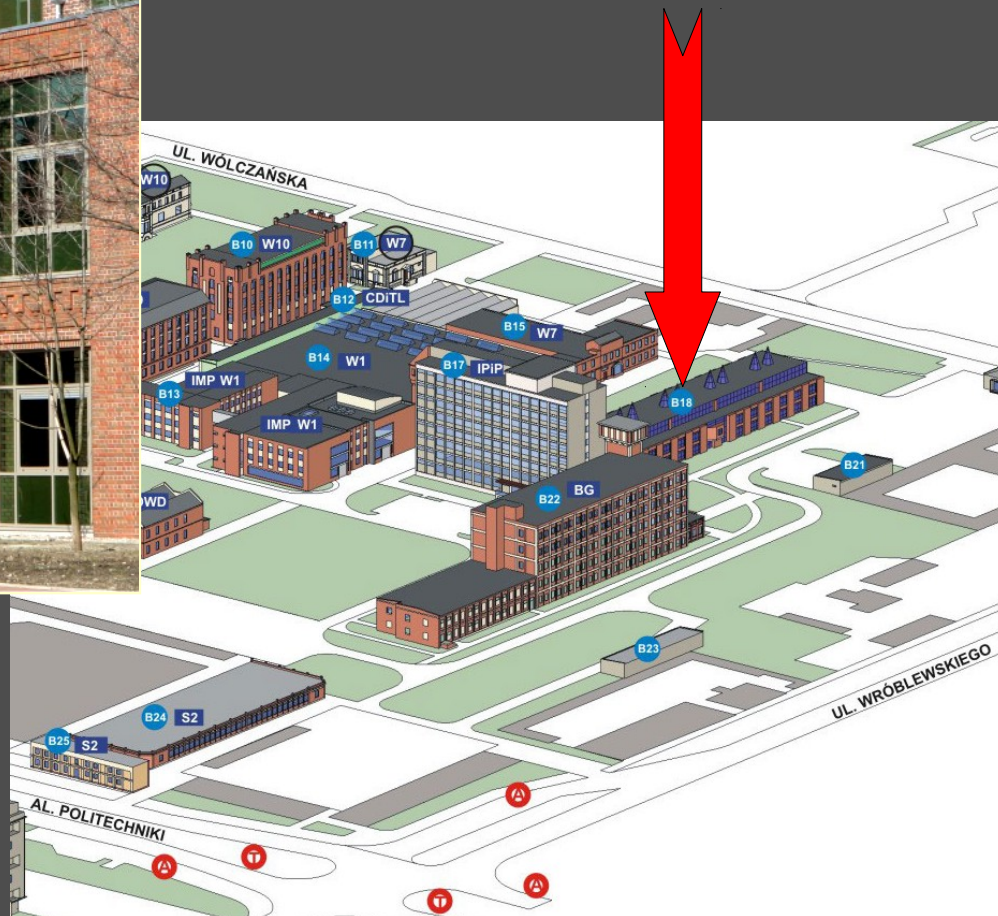 UL. WÓLCZAŃSKA
W10
B10 W10
B11 W7
B12 CDiTL
B15 W7
B14 W1
B17 IPiP
IMP W1
B13
B18
IMP W1
B21
B22 BG
B23
UL. WRÓBLEWSKIEGO
B24 S2
B25 S2
AL. POLITECHNIKI
A
T
A
A
T